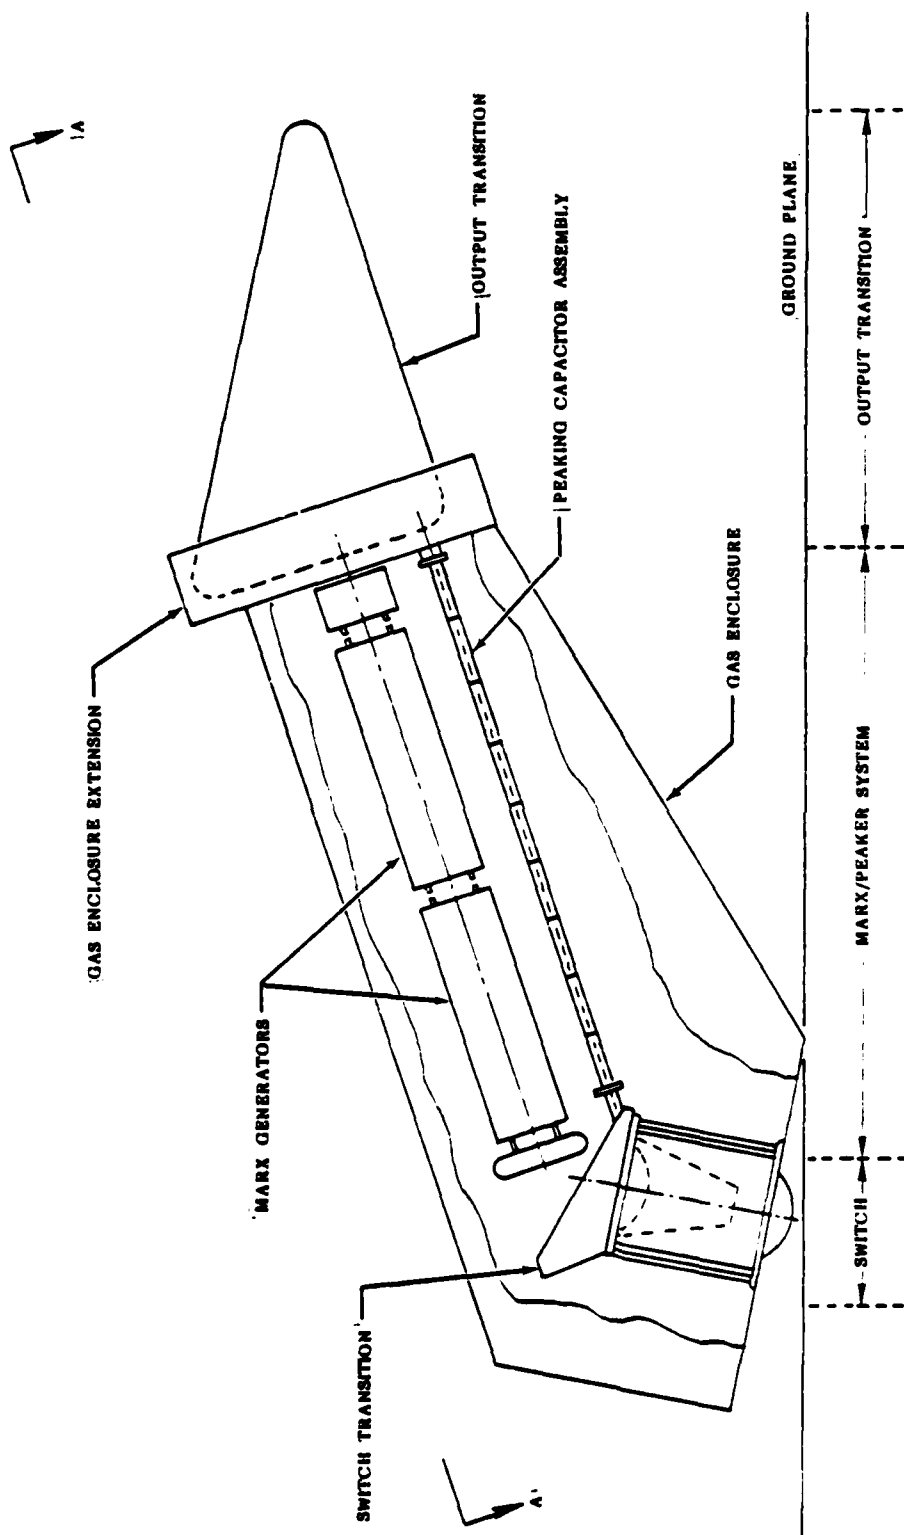 A
A'
GAS ENCLOSURE EXTENSION
MARX GENERATORS
SWITCH TRANSITION
OUTPUT TRANSITION
PEAKING CAPACITOR ASSEMBLY
GAS ENCLOSURE
GROUND PLANE
SWITCH
MARX/PEAKER SYSTEM
OUTPUT TRANSITION